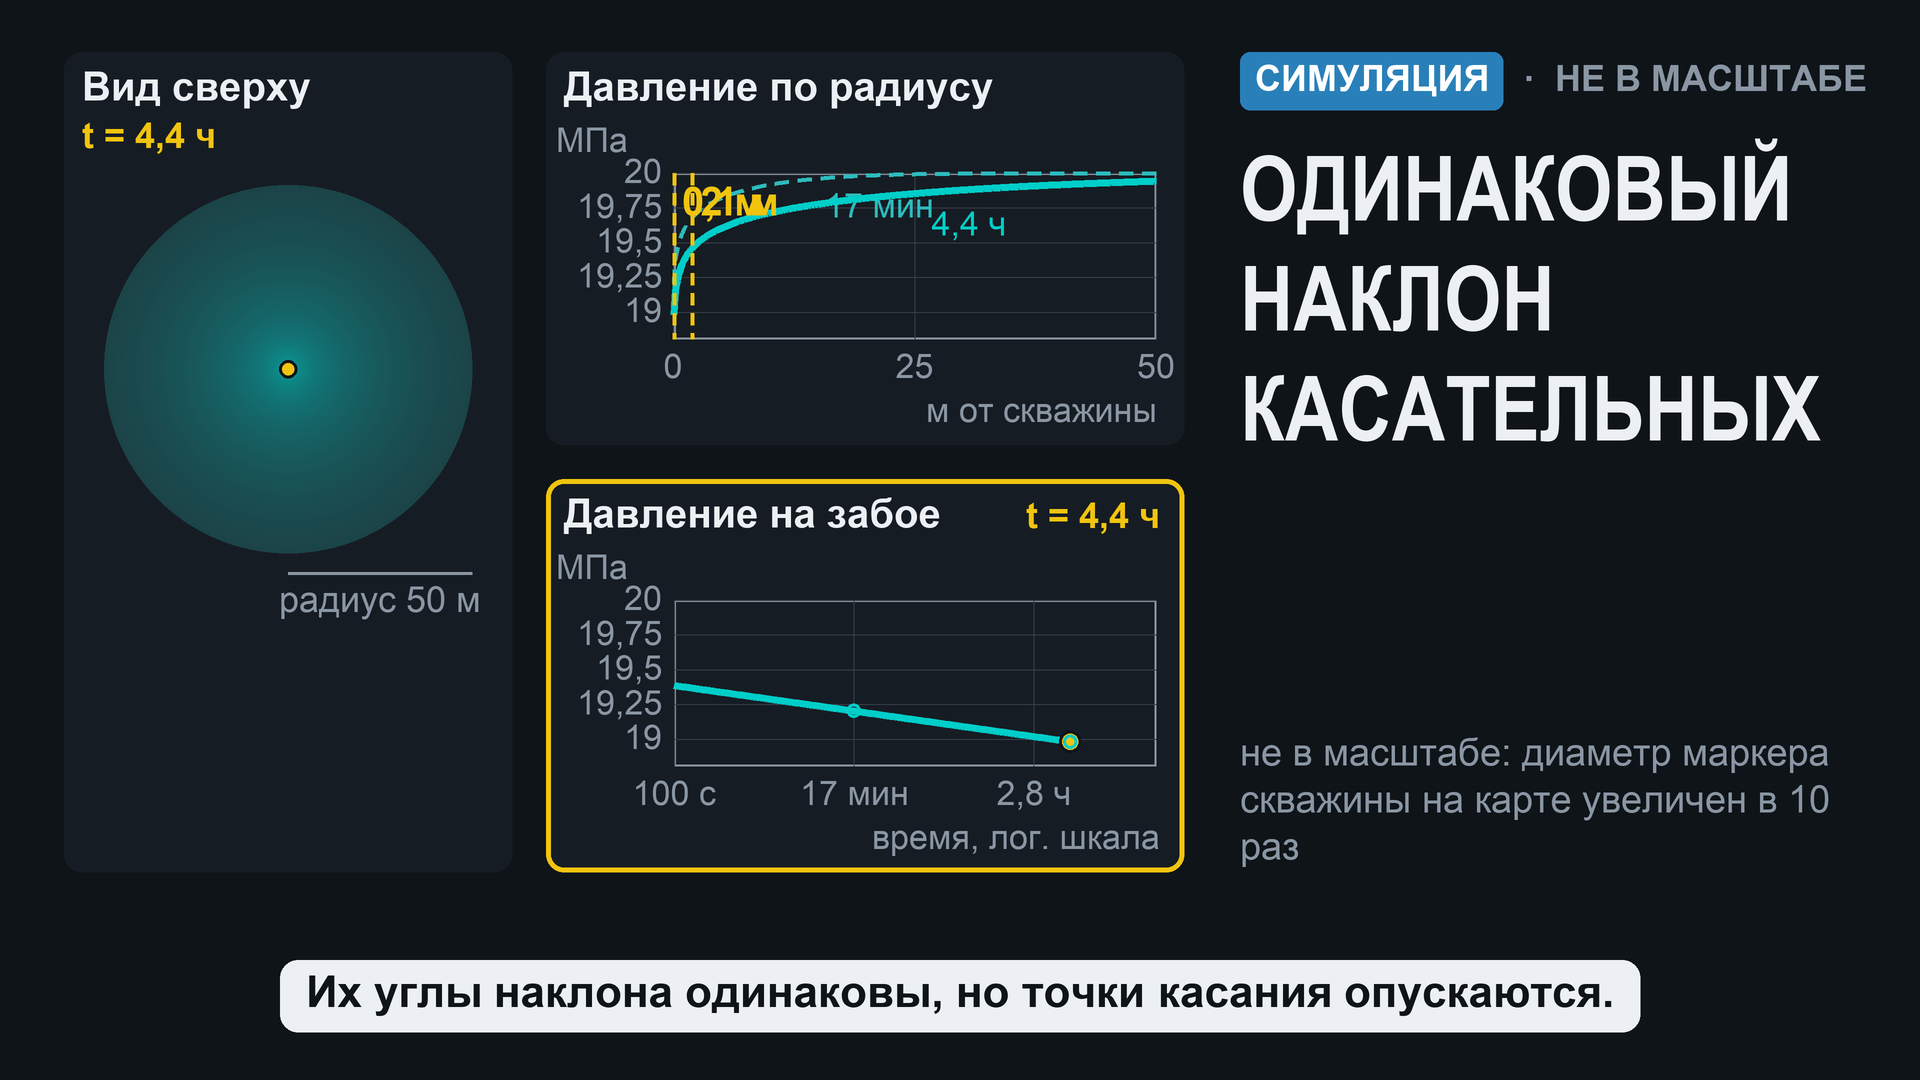 Вид сверху
t = 4,4 ч
радиус 50 м
Давление по радиусу
МПа
20
19,75
19,5
19,25
19
17 мин
4,4 ч
0
25
50
м от скважины
Давление на забое
t = 4,4 ч
МПа
20
19,75
19,5
19,25
19
100 с
17 мин
2,8 ч
время, лог. шкала
СИМУЛЯЦИЯ · НЕ В МАСШТАБЕ
ОДИНАКОВЫЙ
НАКЛОН
КАСАТЕЛЬНЫХ
не в масштабе: диаметр маркера
скважины на карте увеличен в 10
раз
Их углы наклона одинаковы, но точки касания опускаются.